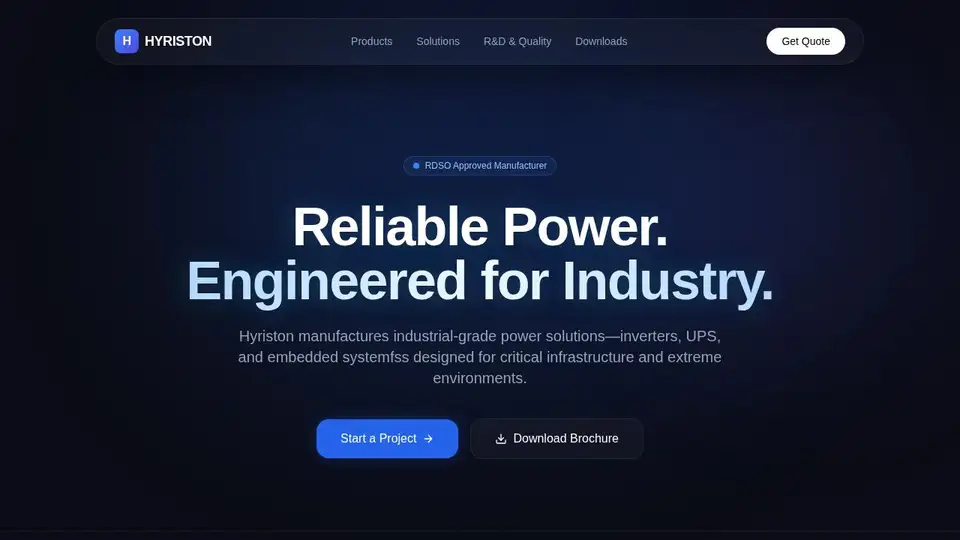 H HYRISTON
Products Solutions R&D & Quality Downloads
Get Quote
RDSO Approved Manufacturer
Reliable Power.
Engineered for Industry.
Hyriston manufactures industrial-grade power solutions—inverters, UPS,
and embedded systemfss designed for critical infrastructure and extreme
environments.
Start a Project →
Download Brochure